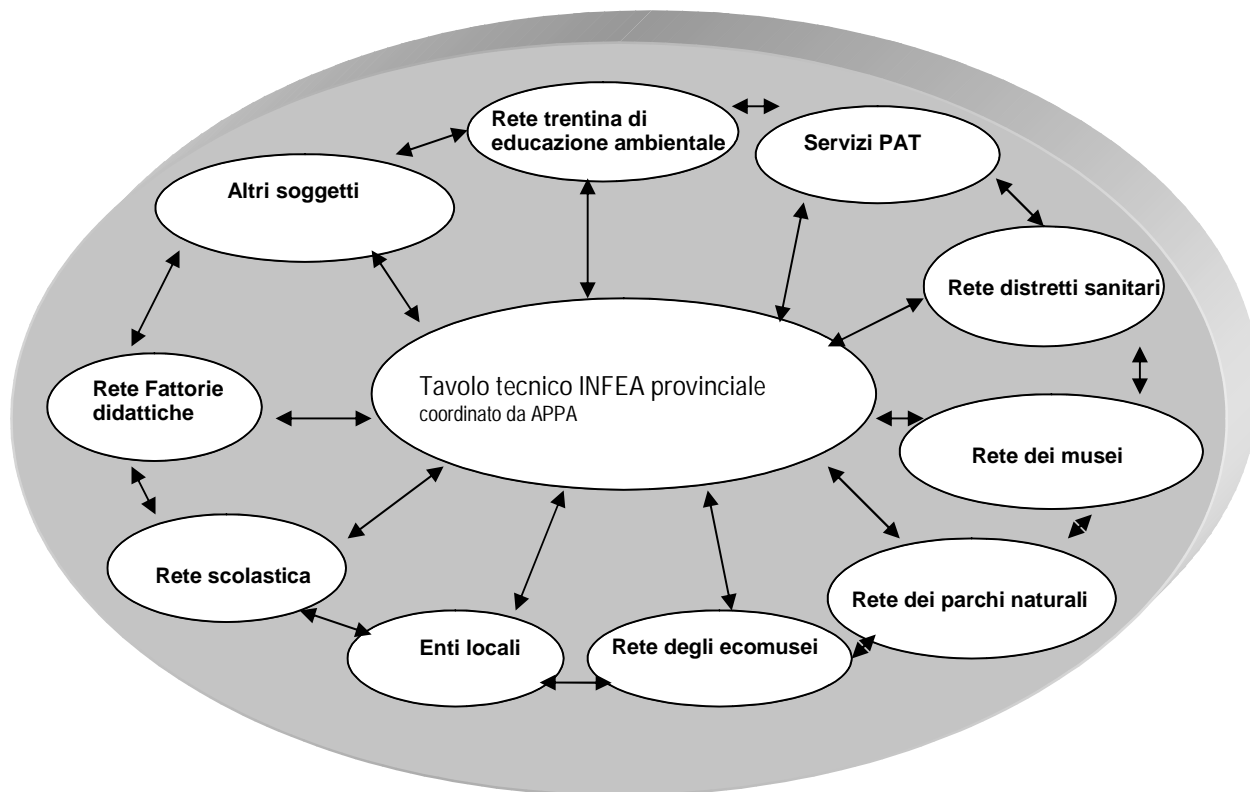 Rete trentina di
educazione ambientale
Servizi PAT
Altri soggetti
Rete distretti sanitari
Tavolo tecnico INFEA provinciale
coordinato da APPA
Rete Fattorie
didattiche
Rete dei musei
Rete scolastica
Rete dei parchi naturali
Enti locali
Rete degli ecomusei